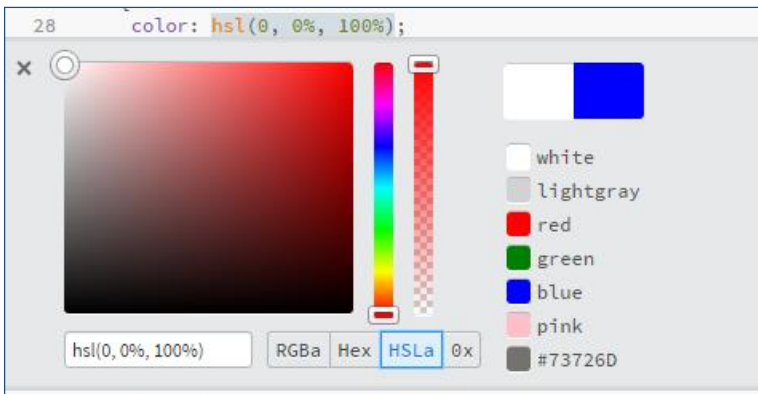 28 color: hsl(0, 0%, 100%);
×
white
lightgray
red
green
blue
pink
#73726D
hsl(0, 0%, 100%) RGBa Hex HSLa 0x